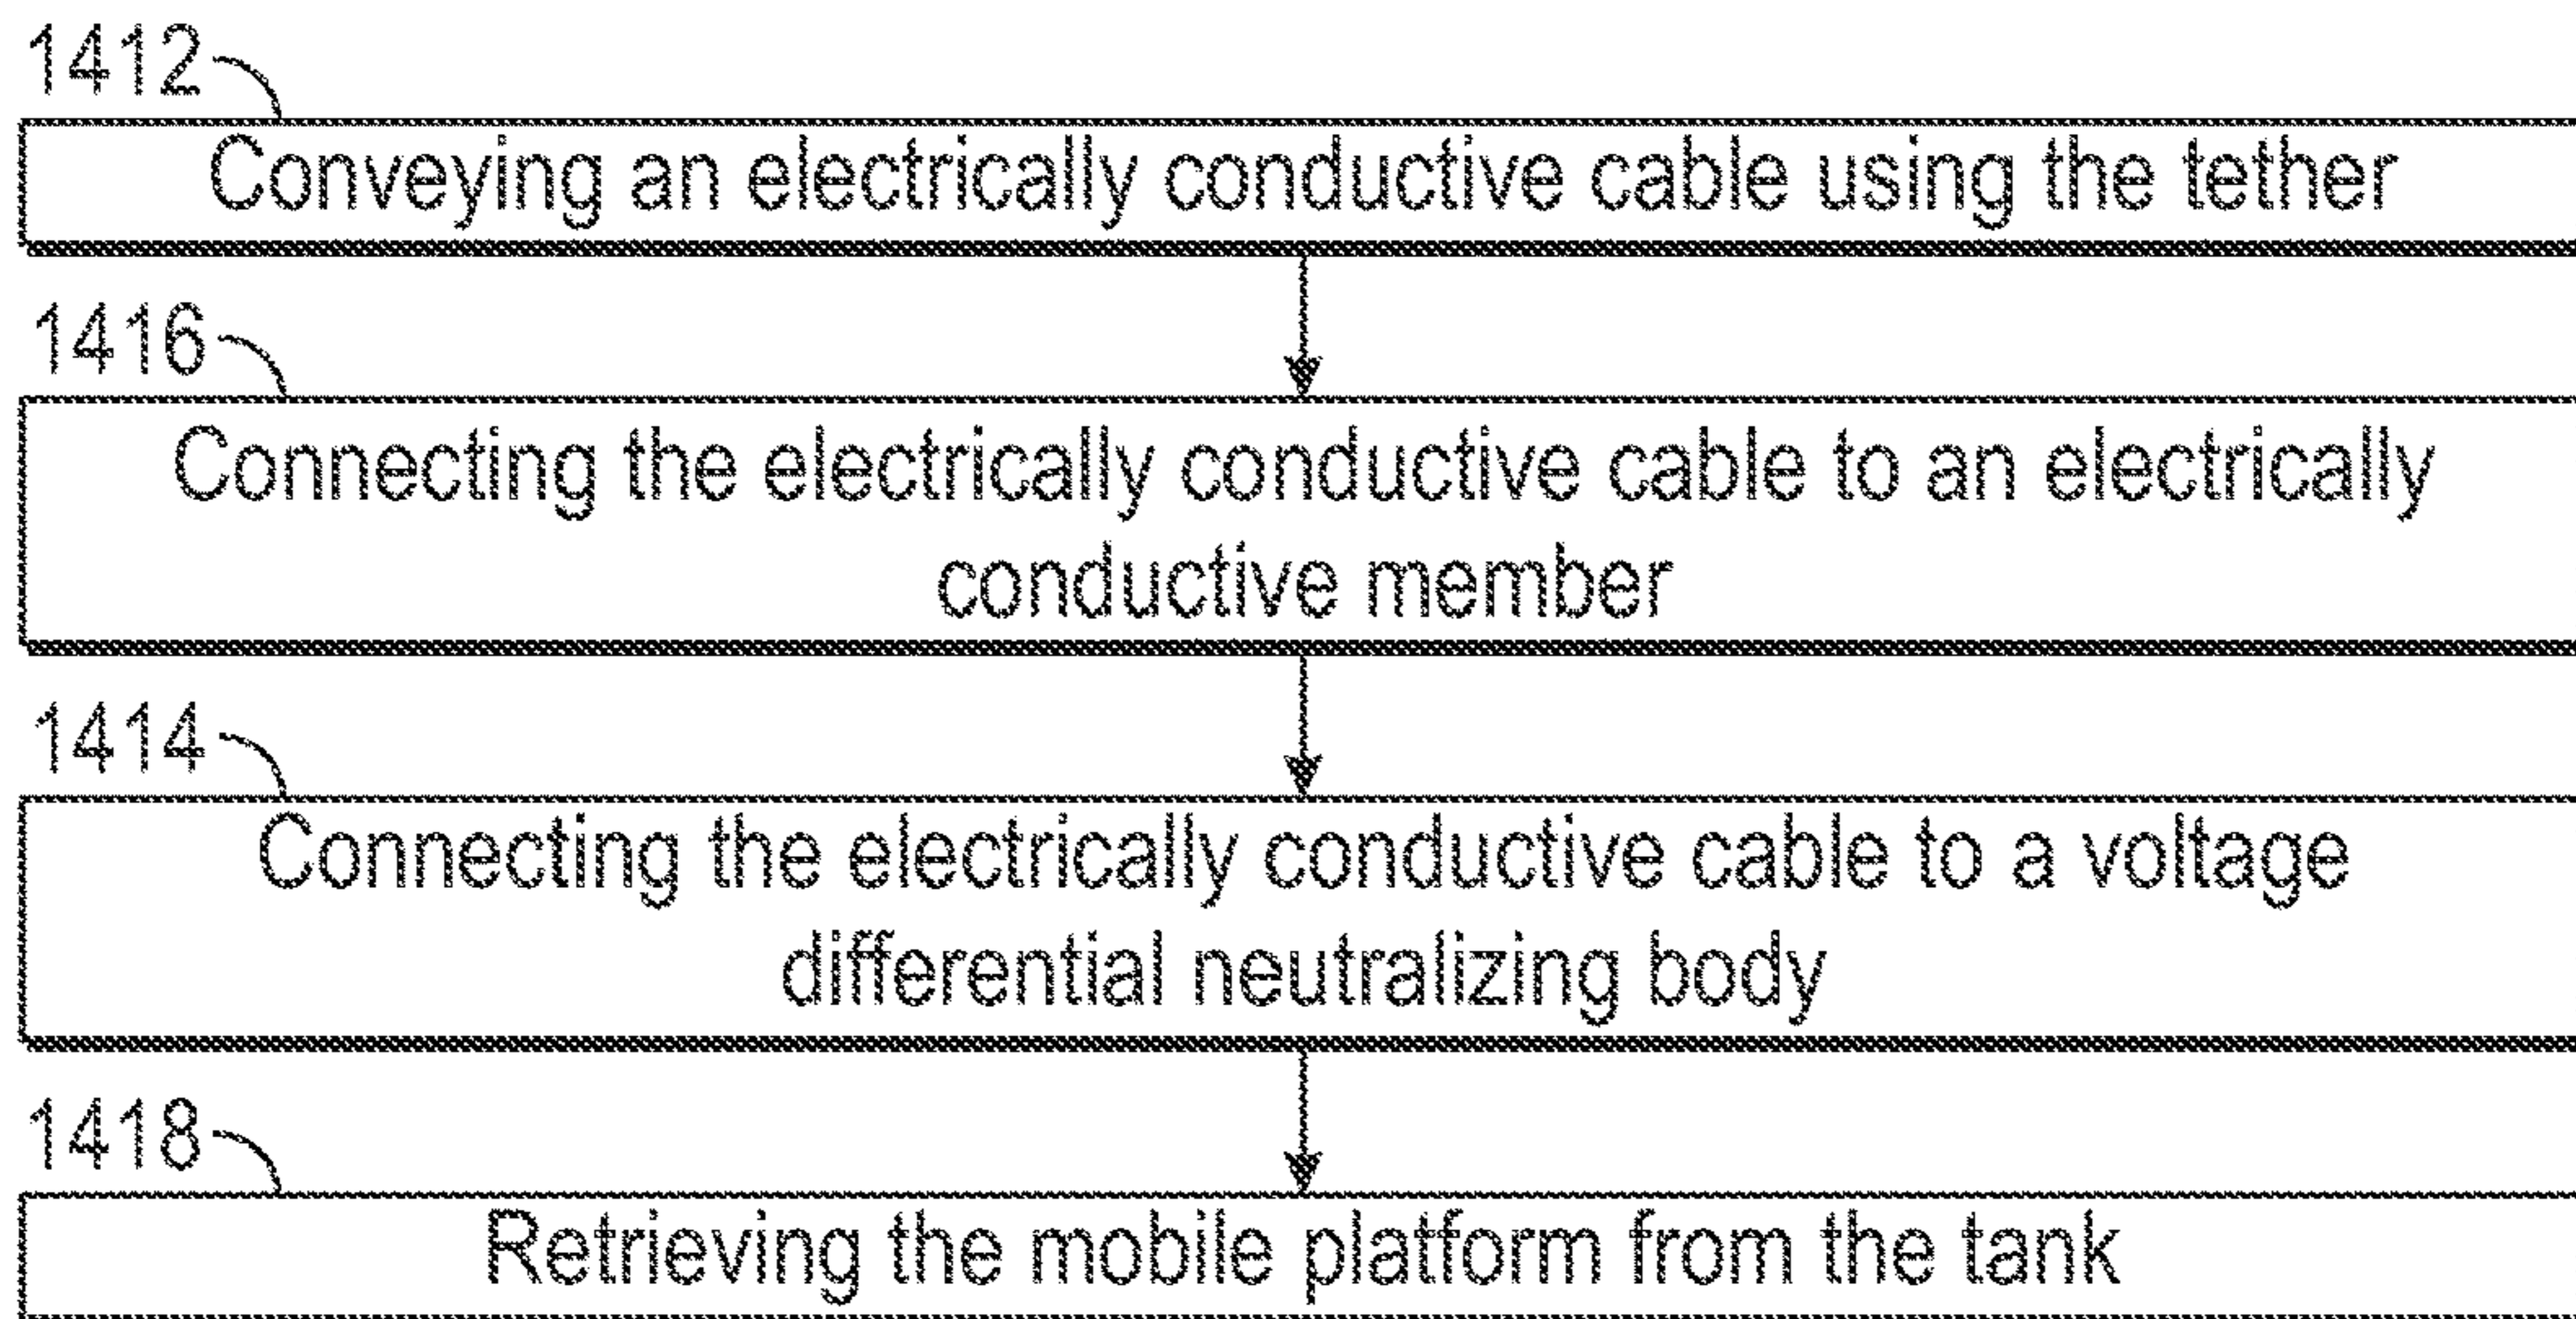 1412
Conveying an electrically conductive cable using the tether
1416
Connecting the electrically conductive cable to an electrically
conductive member
1414
Connecting the electrically conductive cable to a voltage
differential neutralizing body
1418
Retrieving the mobile platform from the tank